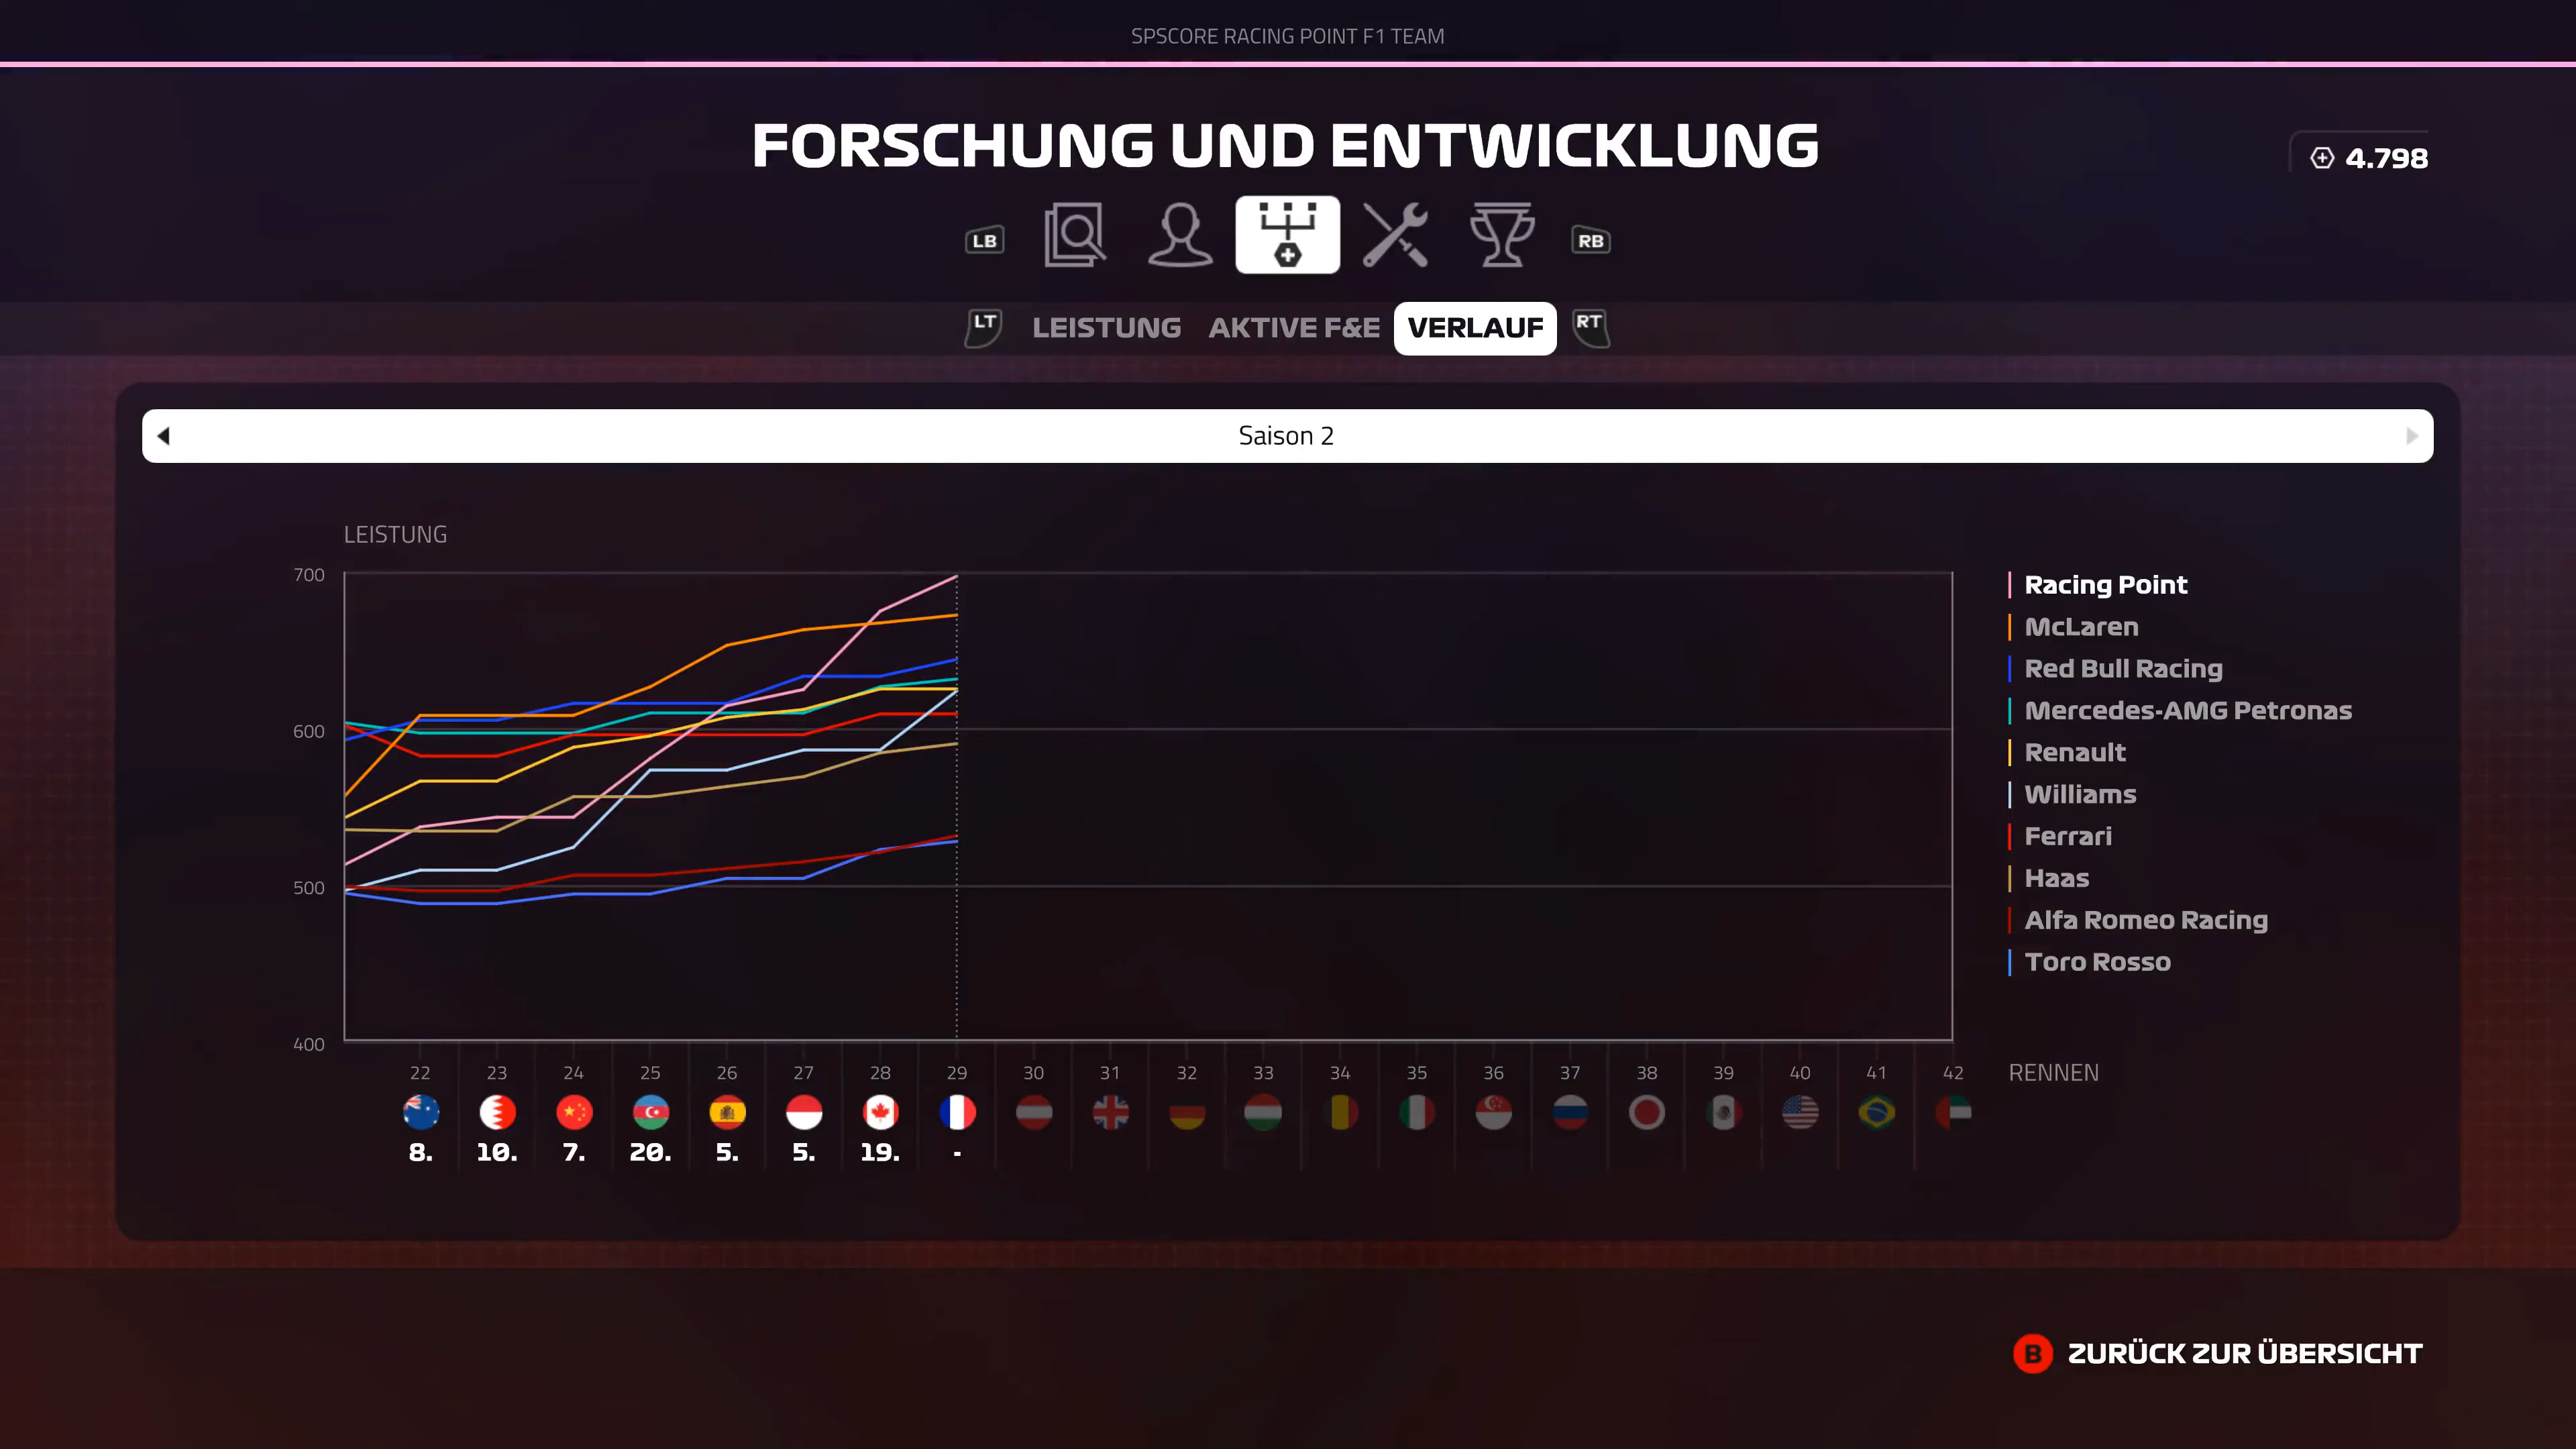 SPSCORE RACING POINT F1 TEAM
FORSCHUNG UND ENTWICKLUNG
4.798
LB
RB
LT LEISTUNG AKTIVE F&E VERLAUF RT
Saison 2
LEISTUNG
700
600
500
400
Racing Point
McLaren
Red Bull Racing
Mercedes-AMG Petronas
Renault
Williams
Ferrari
Haas
Alfa Romeo Racing
Toro Rosso
22 23 24 25 26 27 28 29 30 31 32 33 34 35 36 37 38 39 40 41 42 RENNEN
8. 10. 7. 20. 5. 5. 19. -
B ZURÜCK ZUR ÜBERSICHT